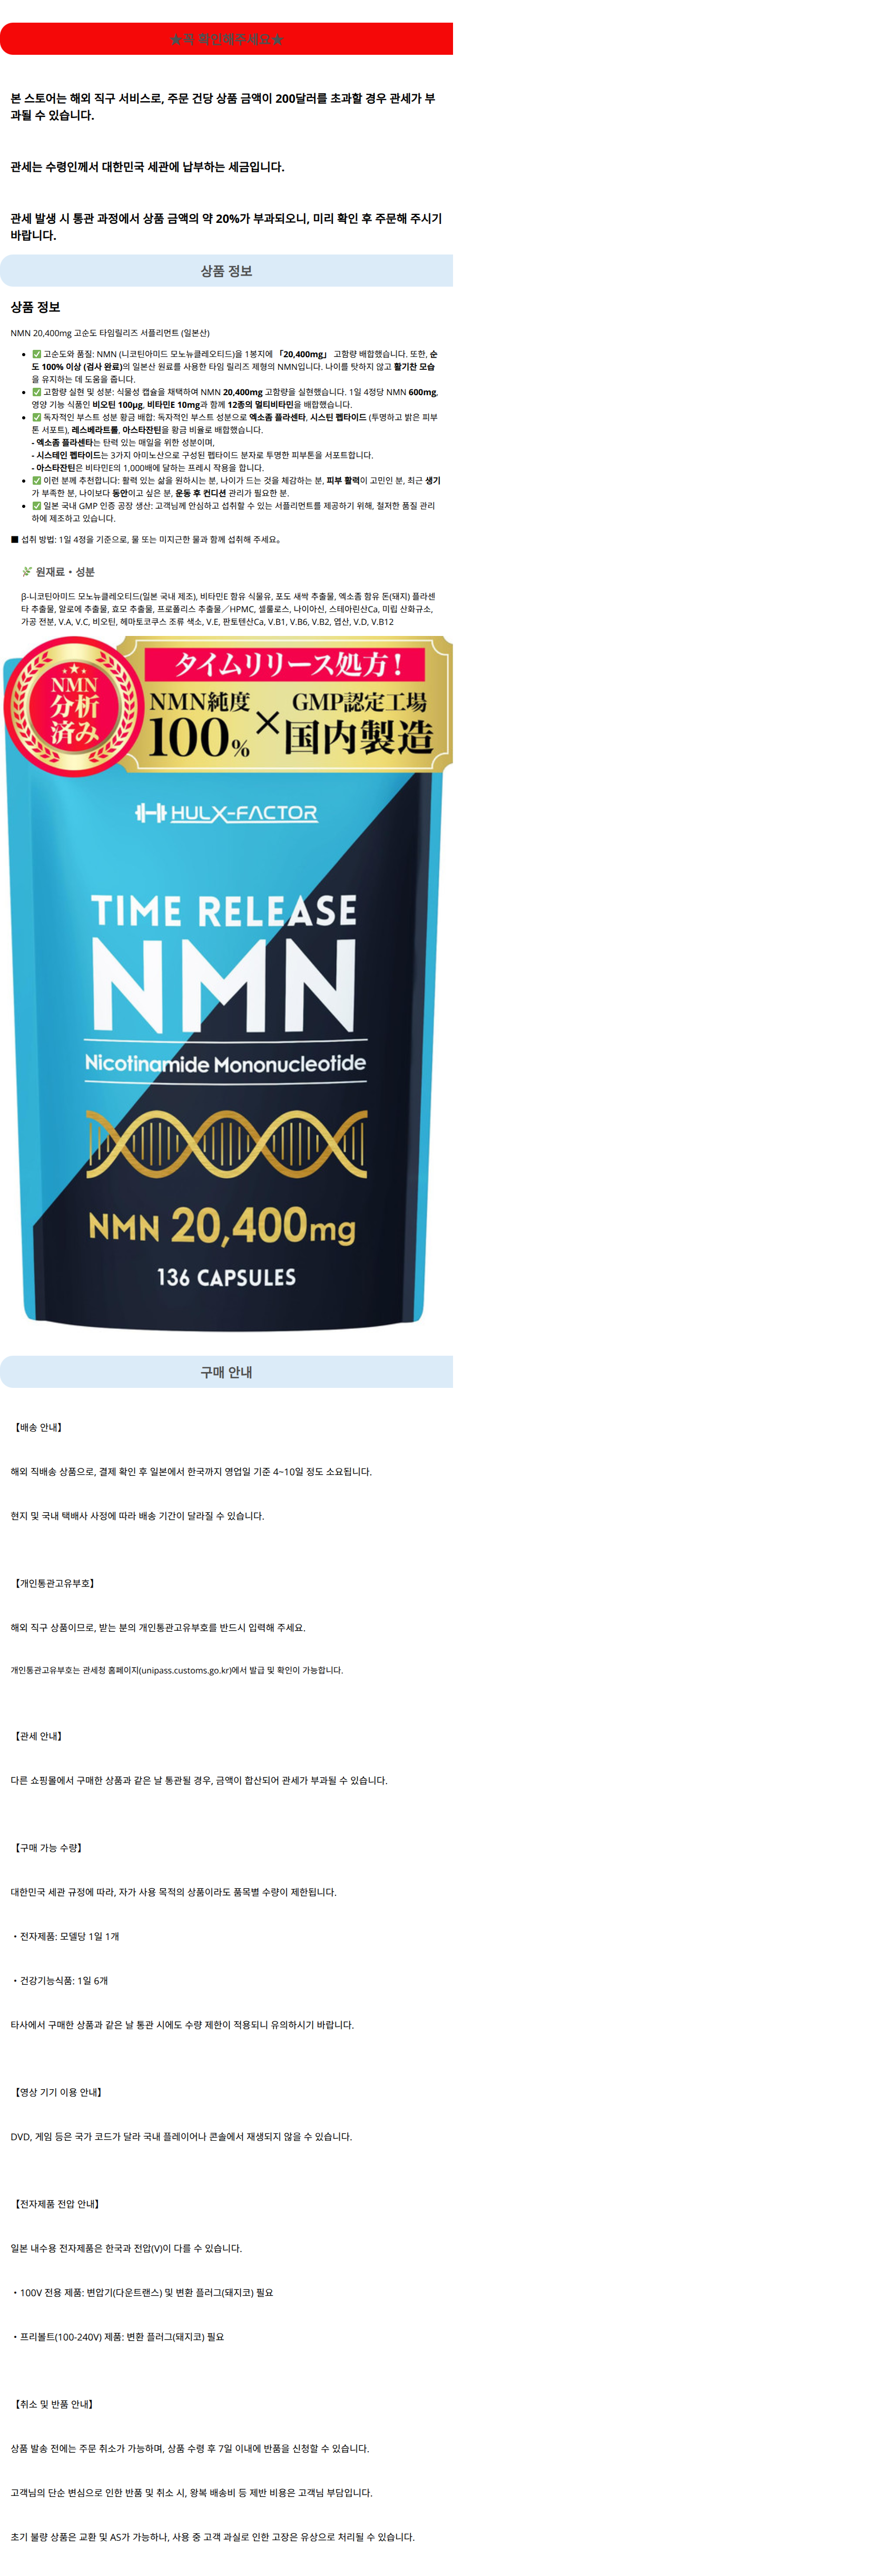 ★꼭 확인해주세요★
본 스토어는 해외 직구 서비스로, 주문 건당 상품 금액이 200달러를 초과할 경우 관세가 부
과될 수 있습니다.
관세는 수령인께서 대한민국 세관에 납부하는 세금입니다.
관세 발생 시 통관 과정에서 상품 금액의 약 20%가 부과되오니, 미리 확인 후 주문해 주시기
바랍니다.
상품 정보
상품 정보
NMN 20,400mg 고순도 타임릴리즈 서플리먼트 (일본산)
• ✅ 고순도와 품질: NMN (니코틴아미드 모노뉴클레오티드)을 1봉지에 「20,400mg」 고함량 배합했습니다. 또한, 순
도 100% 이상 (검사 완료)의 일본산 원료를 사용한 타임 릴리즈 제형의 NMN입니다. 나이를 탓하지 않고 활기찬 모습
을 유지하는 데 도움을 줍니다.
• ✅ 고함량 실현 및 성분: 식물성 캡슐을 채택하여 NMN 20,400mg 고함량을 실현했습니다. 1일 4정당 NMN 600mg,
영양 기능 식품인 비오틴 100μg, 비타민E 10mg과 함께 12종의 멀티비타민을 배합했습니다.
• ✅ 독자적인 부스트 성분 황금 배합: 독자적인 부스트 성분으로 엑소좀 플라센타, 시스틴 펩타이드 (투명하고 밝은 피부
톤 서포트), 레스베라트롤, 아스타잔틴을 황금 비율로 배합했습니다.
- 엑소좀 플라센타는 탄력 있는 매일을 위한 성분이며,
- 시스테인 펩타이드는 3가지 아미노산으로 구성된 펩타이드 분자로 투명한 피부톤을 서포트합니다.
- 아스타잔틴은 비타민E의 1,000배에 달하는 프레시 작용을 합니다.
• ✅ 이런 분께 추천합니다: 활력 있는 삶을 원하시는 분, 나이가 드는 것을 체감하는 분, 피부 활력이 고민인 분, 최근 생기
가 부족한 분, 나이보다 동안이고 싶은 분, 운동 후 컨디션 관리가 필요한 분.
• ✅ 일본 국내 GMP 인증 공장 생산: 고객님께 안심하고 섭취할 수 있는 서플리먼트를 제공하기 위해, 철저한 품질 관리
하에 제조하고 있습니다.
■ 섭취 방법: 1일 4정을 기준으로, 물 또는 미지근한 물과 함께 섭취해 주세요。
🌿 원재료・성분
β-니코틴아미드 모노뉴클레오티드(일본 국내 제조), 비타민E 함유 식물유, 포도 새싹 추출물, 엑소좀 함유 돈(돼지) 플라센
타 추출물, 알로에 추출물, 효모 추출물, 프로폴리스 추출물／HPMC, 셀룰로스, 나이아신, 스테아린산Ca, 미립 산화규소,
가공 전분, V.A, V.C, 비오틴, 헤마토코쿠스 조류 색소, V.E, 판토텐산Ca, V.B1, V.B6, V.B2, 엽산, V.D, V.B12
タイムリリース処方！
NMN
分析
済み
NMN純度
100%
×
GMP認定工場
国内製造
HULX-FACTOR
TIME RELEASE
NMN
Nicotinamide Mononucleotide
NMN 20,400mg
136 CAPSULES
구매 안내
【배송 안내】
해외 직배송 상품으로, 결제 확인 후 일본에서 한국까지 영업일 기준 4~10일 정도 소요됩니다.
현지 및 국내 택배사 사정에 따라 배송 기간이 달라질 수 있습니다.
【개인통관고유부호】
해외 직구 상품이므로, 받는 분의 개인통관고유부호를 반드시 입력해 주세요.
개인통관고유부호는 관세청 홈페이지(unipass.customs.go.kr)에서 발급 및 확인이 가능합니다.
【관세 안내】
다른 쇼핑몰에서 구매한 상품과 같은 날 통관될 경우, 금액이 합산되어 관세가 부과될 수 있습니다.
【구매 가능 수량】
대한민국 세관 규정에 따라, 자가 사용 목적의 상품이라도 품목별 수량이 제한됩니다.
・전자제품: 모델당 1일 1개
・건강기능식품: 1일 6개
타사에서 구매한 상품과 같은 날 통관 시에도 수량 제한이 적용되니 유의하시기 바랍니다.
【영상 기기 이용 안내】
DVD, 게임 등은 국가 코드가 달라 국내 플레이어나 콘솔에서 재생되지 않을 수 있습니다.
【전자제품 전압 안내】
일본 내수용 전자제품은 한국과 전압(V)이 다를 수 있습니다.
・100V 전용 제품: 변압기(다운트랜스) 및 변환 플러그(돼지코) 필요
・프리볼트(100-240V) 제품: 변환 플러그(돼지코) 필요
【취소 및 반품 안내】
상품 발송 전에는 주문 취소가 가능하며, 상품 수령 후 7일 이내에 반품을 신청할 수 있습니다.
고객님의 단순 변심으로 인한 반품 및 취소 시, 왕복 배송비 등 제반 비용은 고객님 부담입니다.
초기 불량 상품은 교환 및 AS가 가능하나, 사용 중 고객 과실로 인한 고장은 유상으로 처리될 수 있습니다.